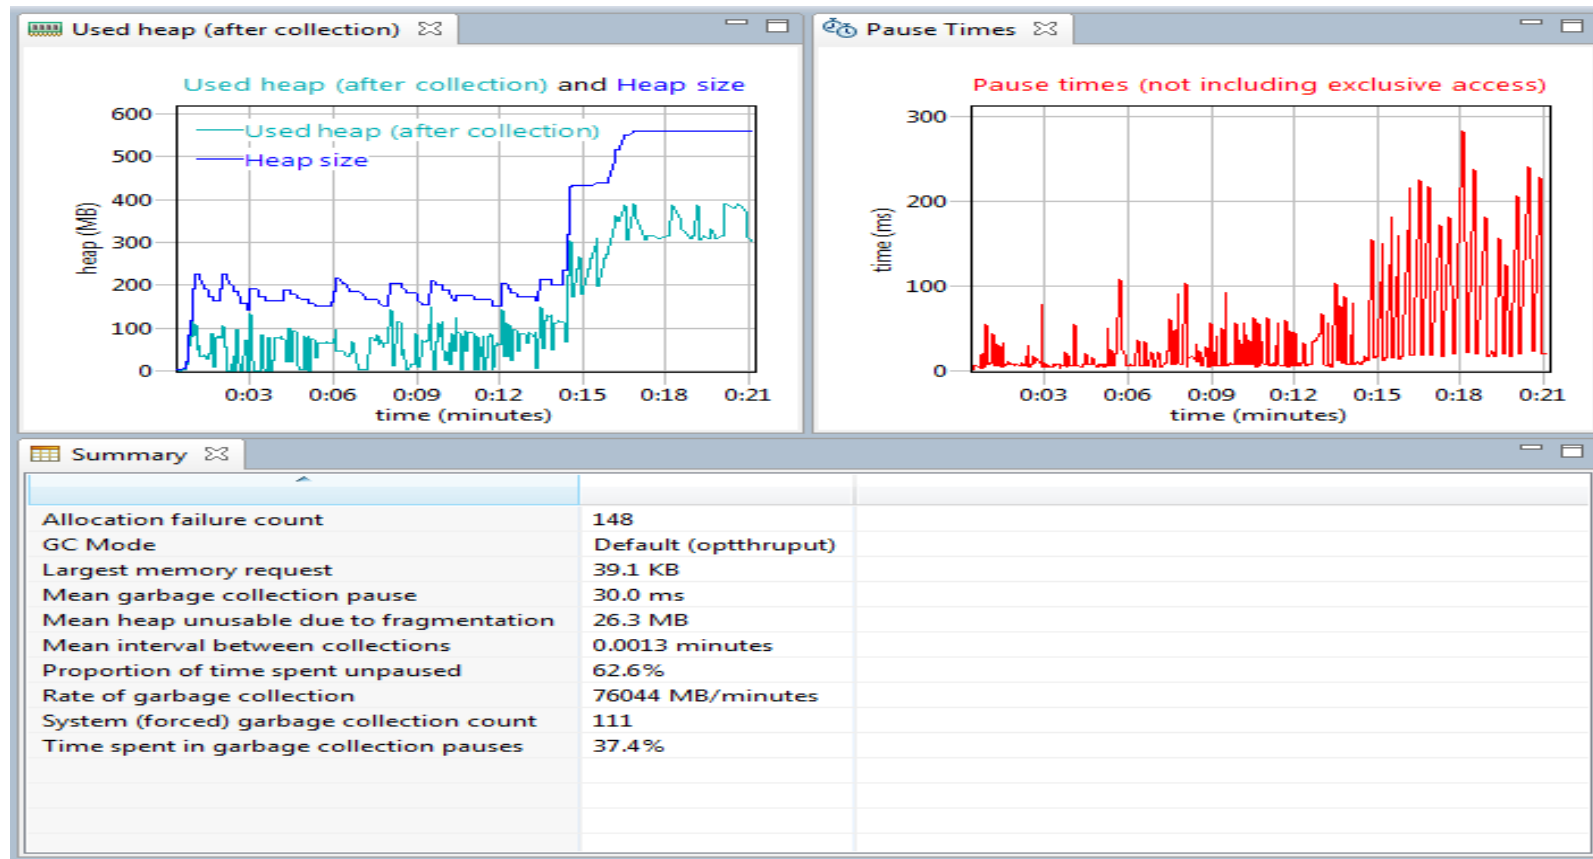 Used heap (after collection)
Used heap (after collection) and Heap size
Used heap (after collection)
Heap size
heap (MB)
600
500
400
300
200
100
0
0:03 0:06 0:09 0:12 0:15 0:18 0:21
time (minutes)
Pause Times
Pause times (not including exclusive access)
time (ms)
300
200
100
0
0:03 0:06 0:09 0:12 0:15 0:18 0:21
time (minutes)
Summary
Allocation failure count 148
GC Mode Default (optthruput)
Largest memory request 39.1 KB
Mean garbage collection pause 30.0 ms
Mean heap unusable due to fragmentation 26.3 MB
Mean interval between collections 0.0013 minutes
Proportion of time spent unpaused 62.6%
Rate of garbage collection 76044 MB/minutes
System (forced) garbage collection count 111
Time spent in garbage collection pauses 37.4%